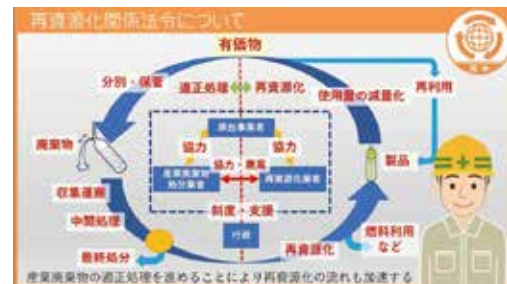 再資源化関係法令について
有価物
分別・保管
適正処理
再資源化
使用量の減量化
再利用
廃棄物
排出事業者
協力
協力
製品
協力・連携
産業廃棄物
処分業者
再資源化業者
収集運搬
制度・支援
中間処理
行政
再資源化
燃料利用
など
最終処分
産業廃棄物の適正処理を進めることにより再資源化の流れも加速する